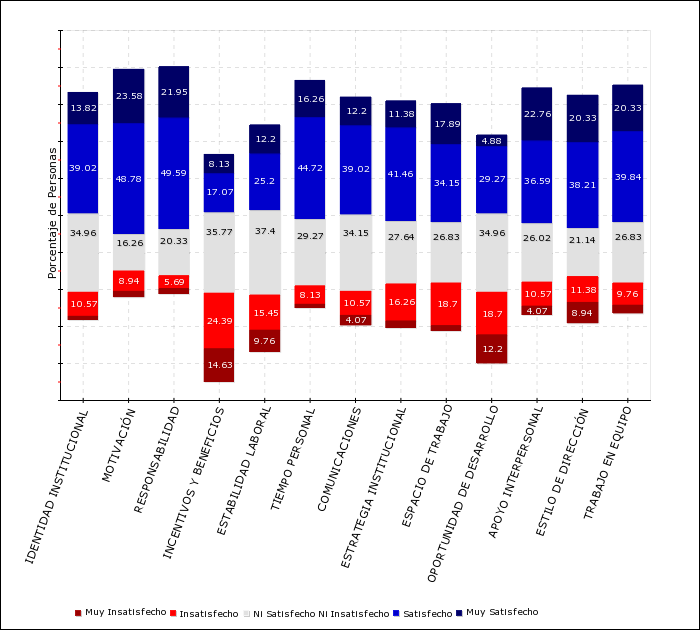 Porcentaje de Personas
13.82 23.58 21.95 8.13 12.2 16.26 12.2 11.38 17.89 4.88 22.76 20.33 20.33
39.02 48.78 49.59 17.07 25.2 44.72 39.02 41.46 34.15 29.27 36.59 38.21 39.84
34.96 16.26 20.33 35.77 37.4 29.27 34.15 27.64 26.83 34.96 26.02 21.14 26.83
10.57 8.94 5.69 24.39 15.45 8.13 10.57 16.26 18.7 18.7 10.57 11.38 9.76
14.63 9.76 4.07 12.2 4.07 8.94
IDENTIDAD INSTITUCIONAL
MOTIVACIÓN
RESPONSABILIDAD
INCENTIVOS Y BENEFICIOS
ESTABILIDAD LABORAL
TIEMPO PERSONAL
COMUNICACIONES
ESTRATEGIA INSTITUCIONAL
ESPACIO DE TRABAJO
OPORTUNIDAD DE DESARROLLO
APOYO INTERPERSONAL
ESTILO DE DIRECCIÓN
TRABAJO EN EQUIPO
Muy Insatisfecho Insatisfecho Ni Satisfecho Ni Insatisfecho Satisfecho Muy Satisfecho